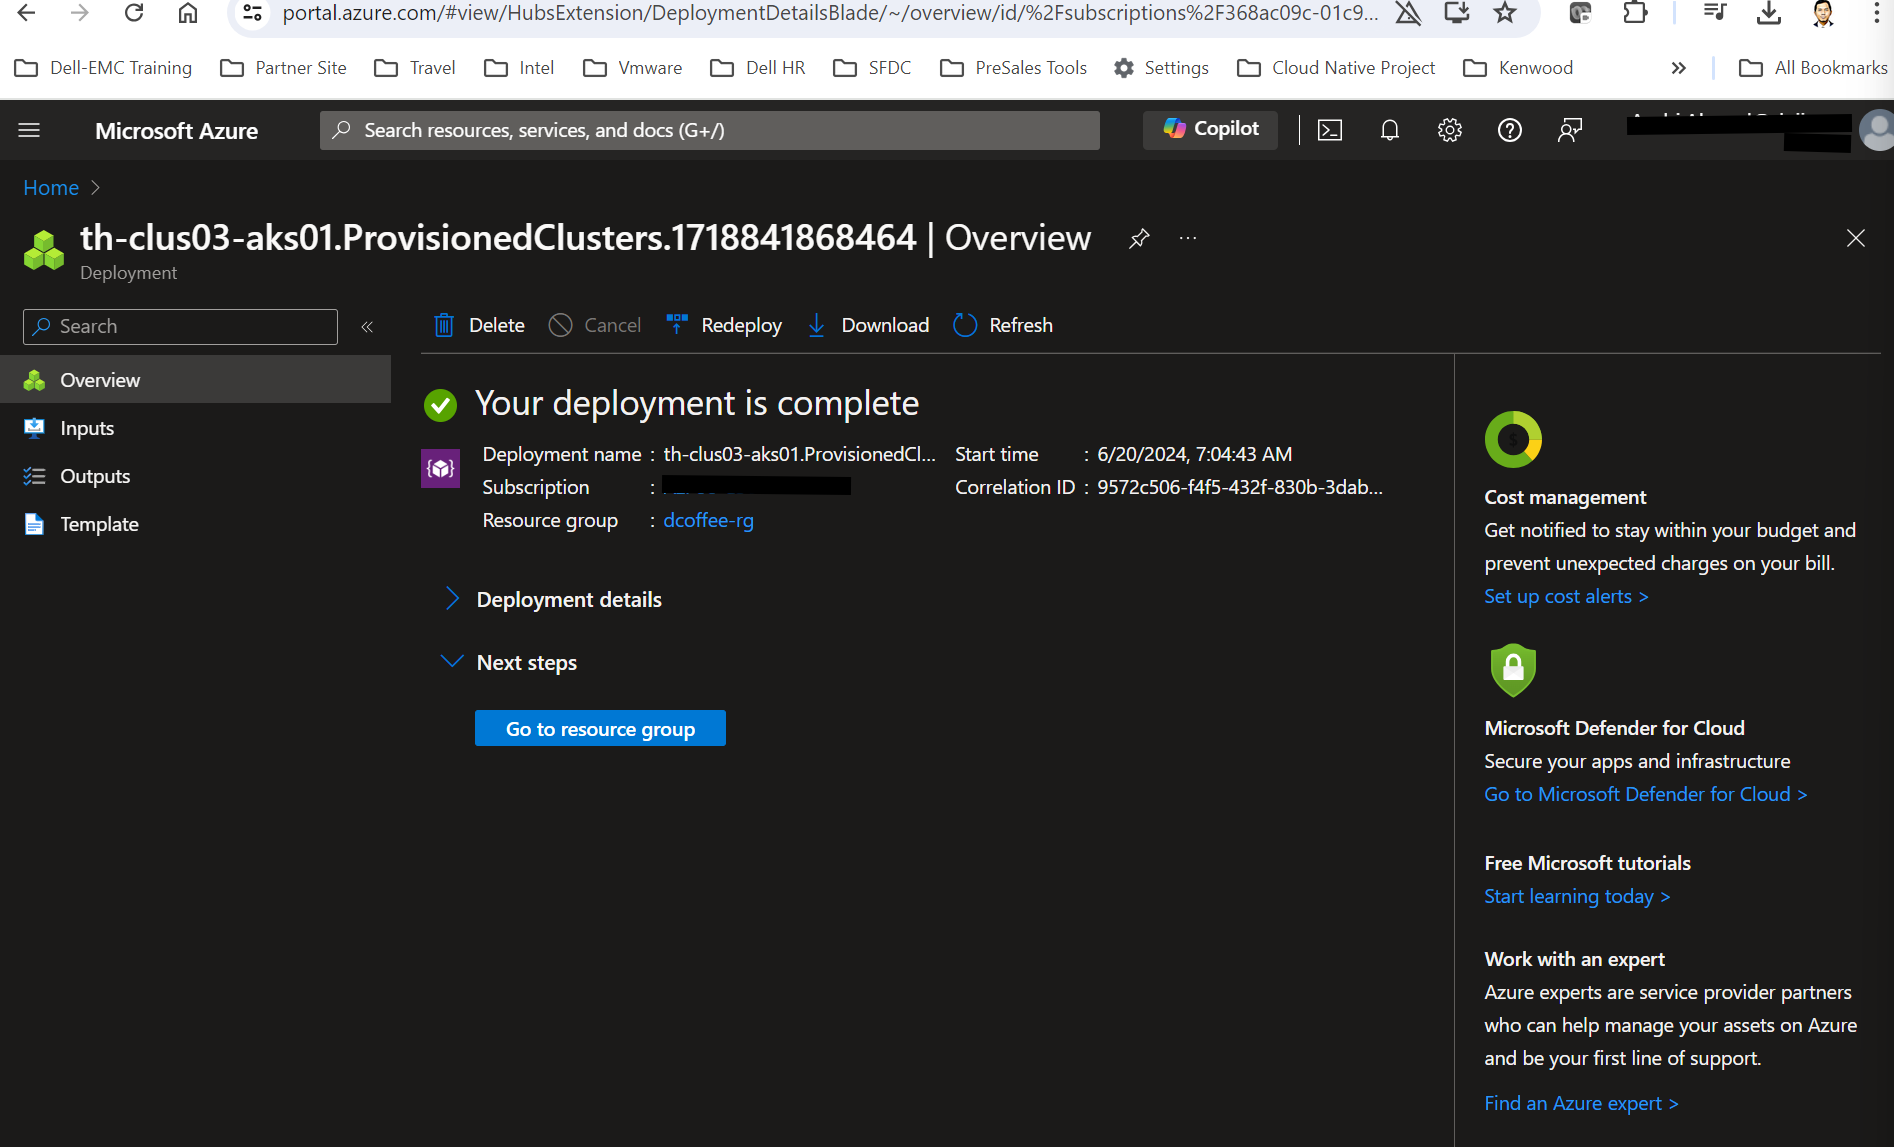 portal.azure.com/#view/HubsExtension/DeploymentDetailsBlade/~/overview/id/%2Fsubscriptions%2F368ac09c-01c9...
Dell-EMC Training Partner Site Travel Intel Vmware Dell HR SFDC PreSales Tools Settings Cloud Native Project Kenwood » All Bookmarks
Microsoft Azure
Search resources, services, and docs (G+/)
Copilot
Home >
th-clus03-aks01.ProvisionedClusters.1718841868464 | Overview
Deployment
Search
«
Overview
Inputs
Outputs
Template
Delete Cancel Redeploy Download Refresh
Your deployment is complete
Deployment name : th-clus03-aks01.ProvisionedCl...
Subscription :
Resource group : dcoffee-rg
Start time : 6/20/2024, 7:04:43 AM
Correlation ID : 9572c506-f4f5-432f-830b-3dab...
Deployment details
Next steps
Go to resource group
Cost management
Get notified to stay within your budget and
prevent unexpected charges on your bill.
Set up cost alerts >
Microsoft Defender for Cloud
Secure your apps and infrastructure
Go to Microsoft Defender for Cloud >
Free Microsoft tutorials
Start learning today >
Work with an expert
Azure experts are service provider partners
who can help manage your assets on Azure
and be your first line of support.
Find an Azure expert >